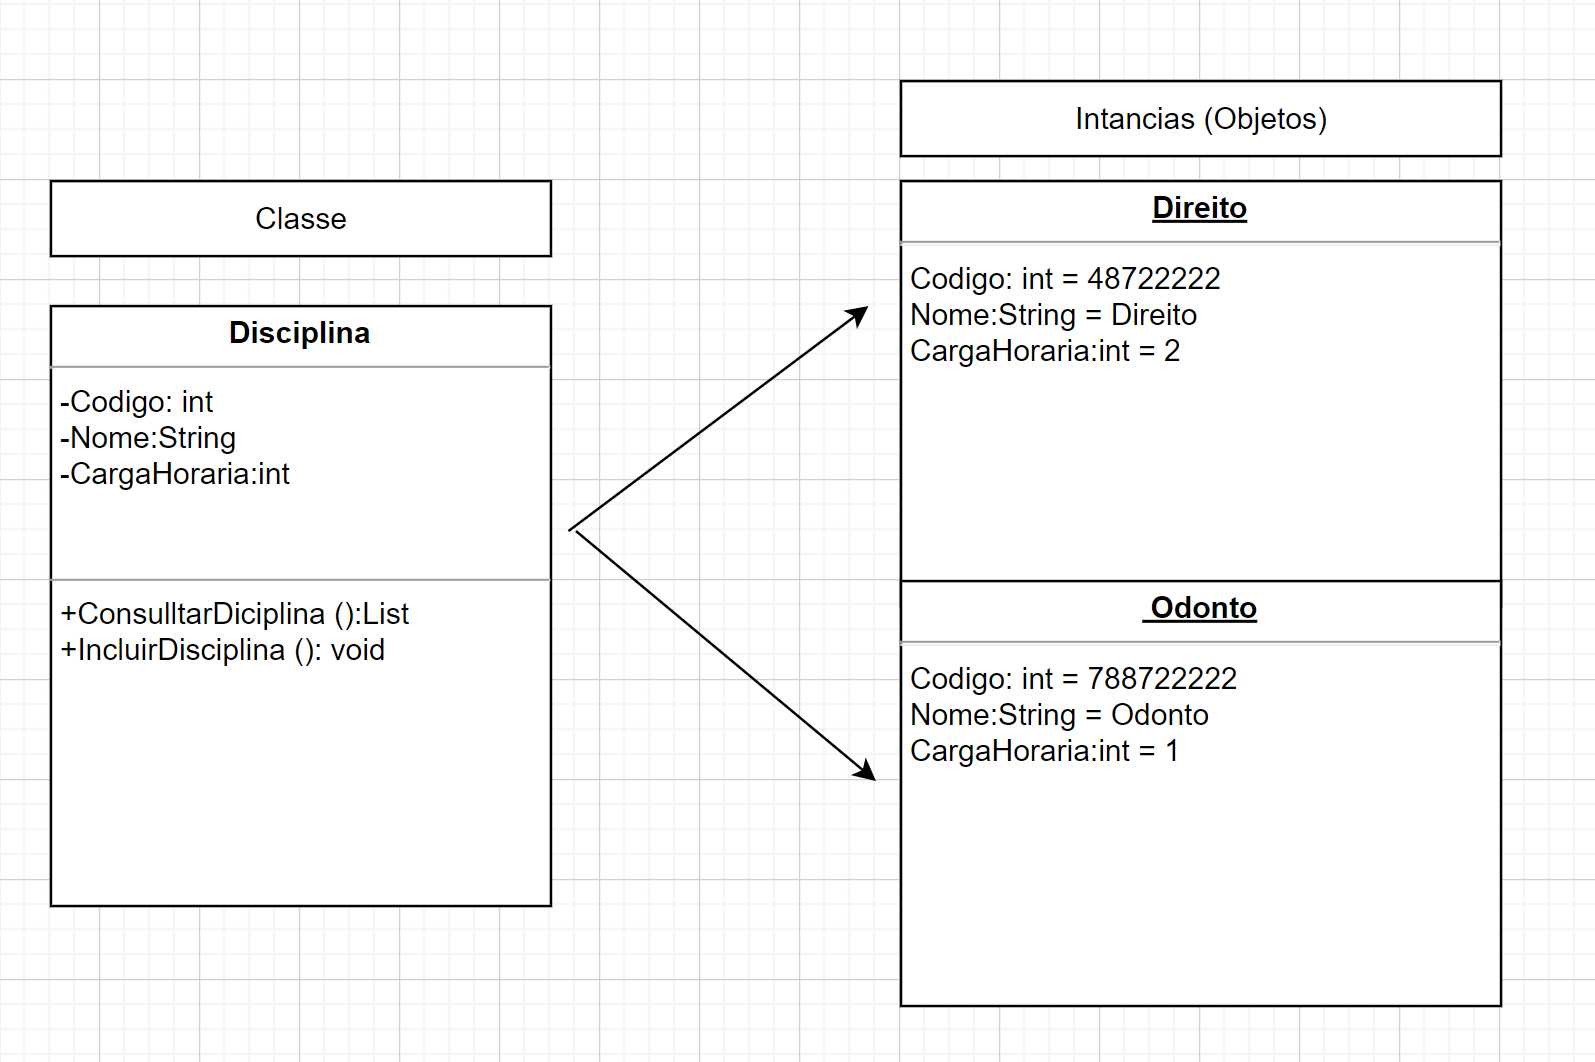 Classe
Disciplina
-Codigo: int
-Nome:String
-CargaHoraria:int
+ConsulltarDiciplina ():List
+IncluirDisciplina (): void
Intancias (Objetos)
Direito
Codigo: int = 48722222
Nome:String = Direito
CargaHoraria:int = 2
Odonto
Codigo: int = 788722222
Nome:String = Odonto
CargaHoraria:int = 1